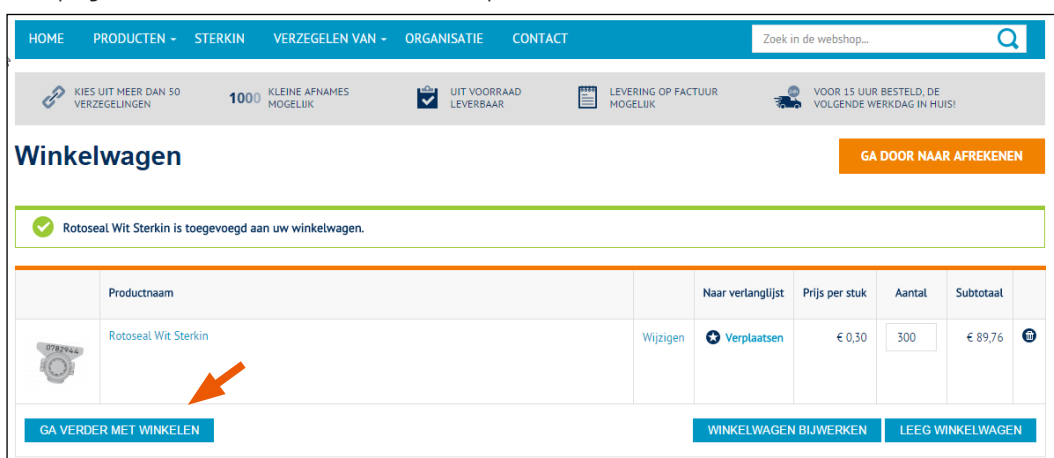 HOME PRODUCTEN STERKIN VERZEGELEN VAN ORGANISATIE CONTACT Zoek in de webshop...
KIES UIT MEER DAN 50
VERZEGELINGEN
1000 KLEINE AFNAMES
MOGELIJK
UIT VOORRAAD
LEVERBAAR
LEVERING OP FACTUUR
MOGELIJK
VOOR 15 UUR BESTELD, DE
VOLGENDE WERKDAG IN HUIS!
Winkelwagen
GA DOOR NAAR AFREKENEN
Rotoseal Wit Sterkin is toegevoegd aan uw winkelwagen.
Productnaam Naar verlanglijst Prijs per stuk Aantal Subtotaal
0782944
Rotoseal Wit Sterkin Wijzigen Verplaatsen € 0,30 300 € 89,76
GA VERDER MET WINKELEN WINKELWAGEN BIJWERKEN LEEG WINKELWAGEN